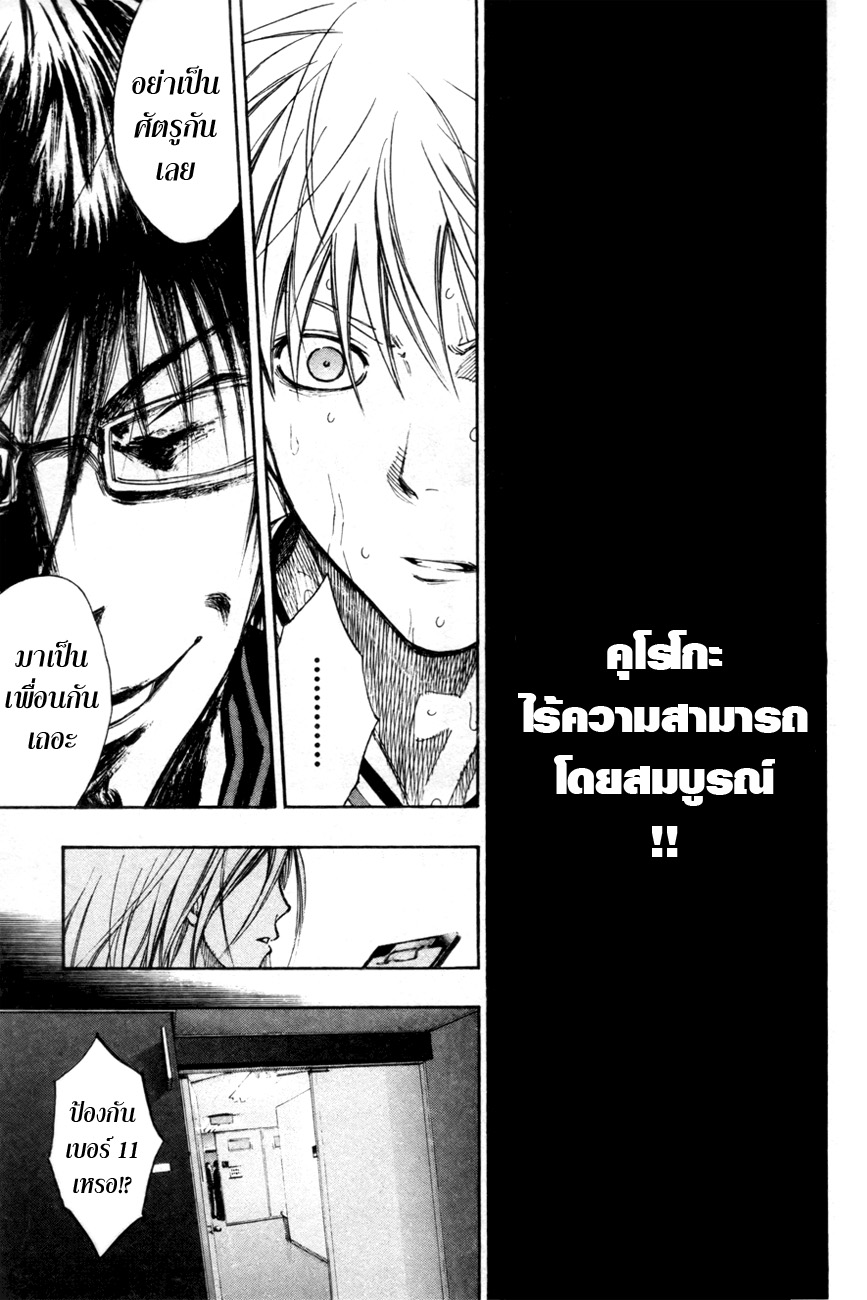 คุโรโกะ
ไร้ความสามารถ
โดยสมบูรณ์
!!
อย่าเป็น
ศัตรูกัน
เลย
.........
มาเป็น
เพื่อนกัน
เถอะ
ป้องกัน
เบอร์ 11
เหรอ!?